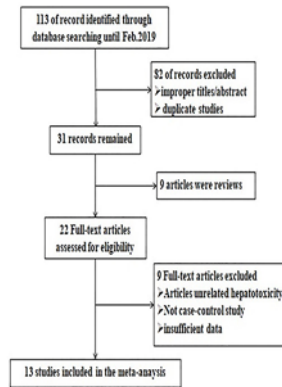 113 of record identified through
database searching until Feb.2019
82 of records excluded
➢improper titles/abstract
➢duplicate studies
31 records remained
9 articles were reviews
22 Full-text articles
assessed for eligibility
9 Full-text articles excluded
➢Articles unrelated hepatotoxicity
➢Not case-control study
➢insufficient data
13 studies included in the meta-anaysis